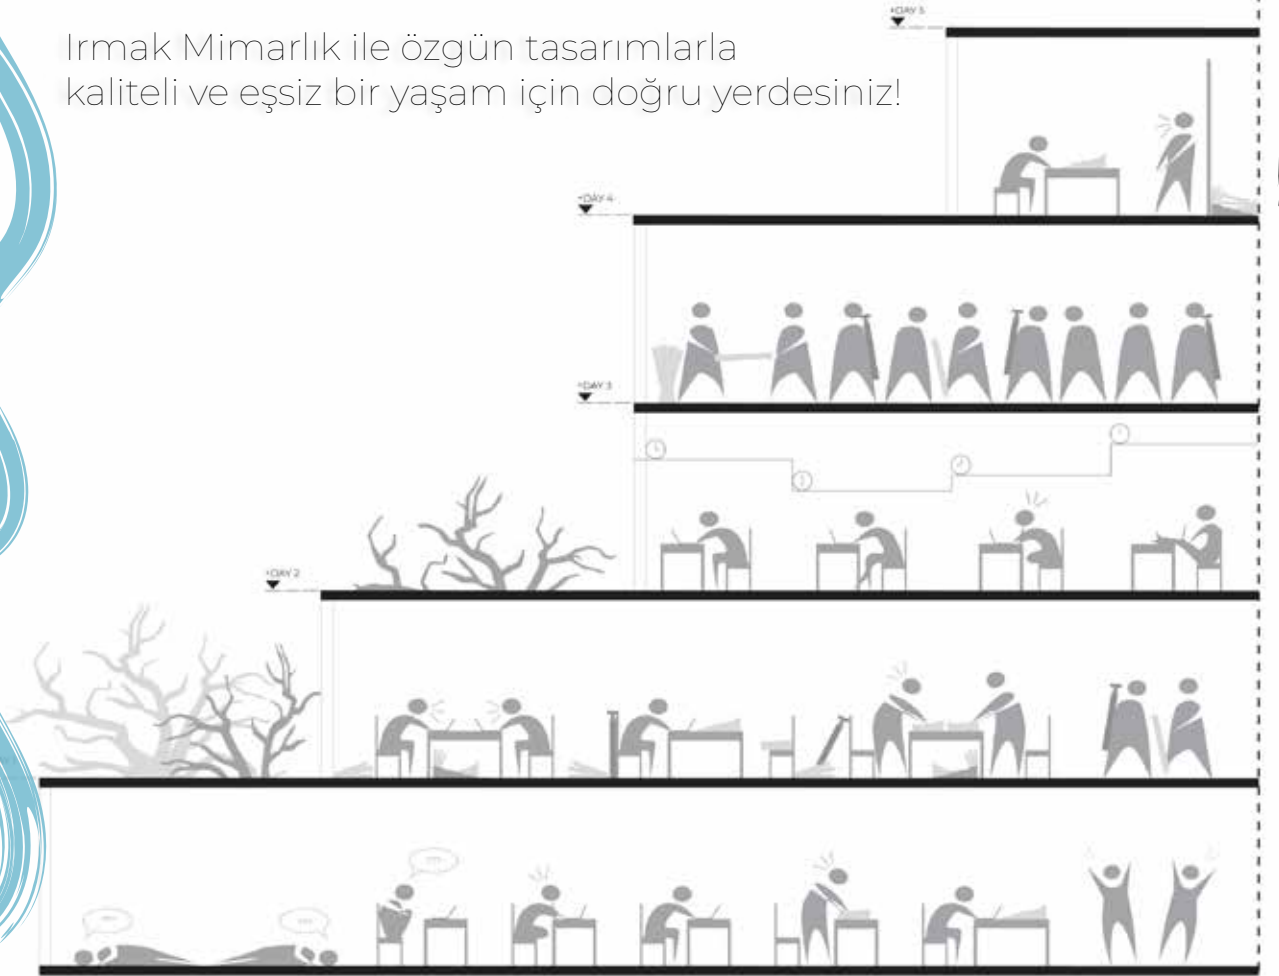 Irmak Mimarlık ile özgün tasarımlarla
kaliteli ve eşsiz bir yaşam için doğru yerdesiniz!
+DAY 5
+DAY 4
+DAY 3
+DAY 2